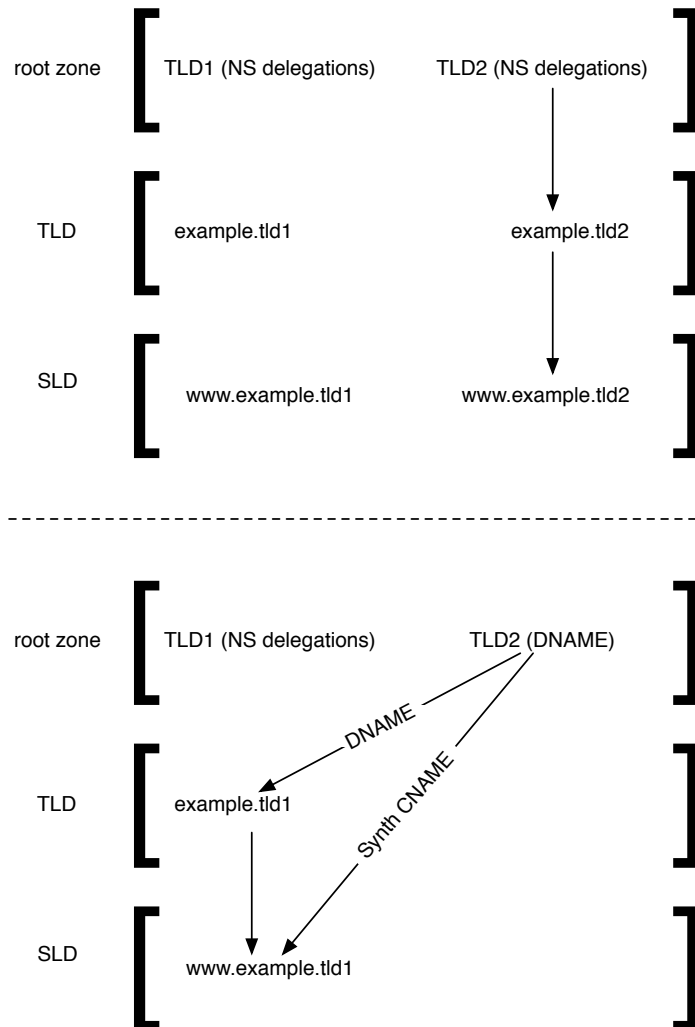 root zone TLD1 (NS delegations) TLD2 (NS delegations)
TLD example.tld1 example.tld2
SLD www.example.tld1 www.example.tld2
root zone TLD1 (NS delegations) TLD2 (DNAME)
DNAME
Synth CNAME
TLD example.tld1
SLD www.example.tld1